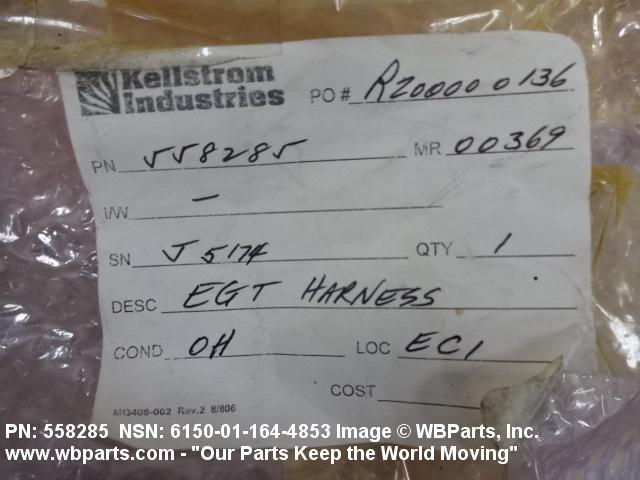 Kellstrom
Industries
PO # R200000136
PN 558285 MR 00369
I/W -
SN J5174 QTY 1
DESC EGT HARNESS
COND OH LOC EC1
COST
MQ406-002 Rev.2 8/806
PN: 558285 NSN: 6150-01-164-4853 Image © WBParts, Inc.
www.wbparts.com - "Our Parts Keep the World Moving"